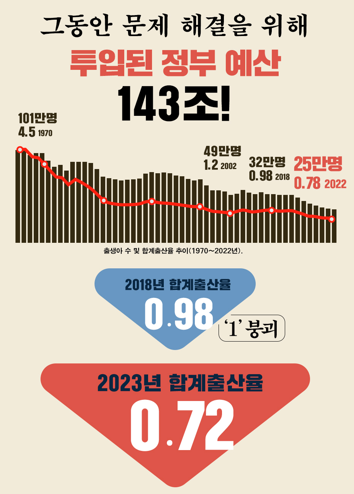 그동안 문제 해결을 위해
투입된 정부 예산
143조!
101만명
4.5 1970
49만명
1.2 2002
32만명
0.98 2018
25만명
0.78 2022
출생아 수 및 합계출산율 추이(1970~2022년).
2018년 합계출산율
0.98
‘1’ 붕괴
2023년 합계출산율
0.72